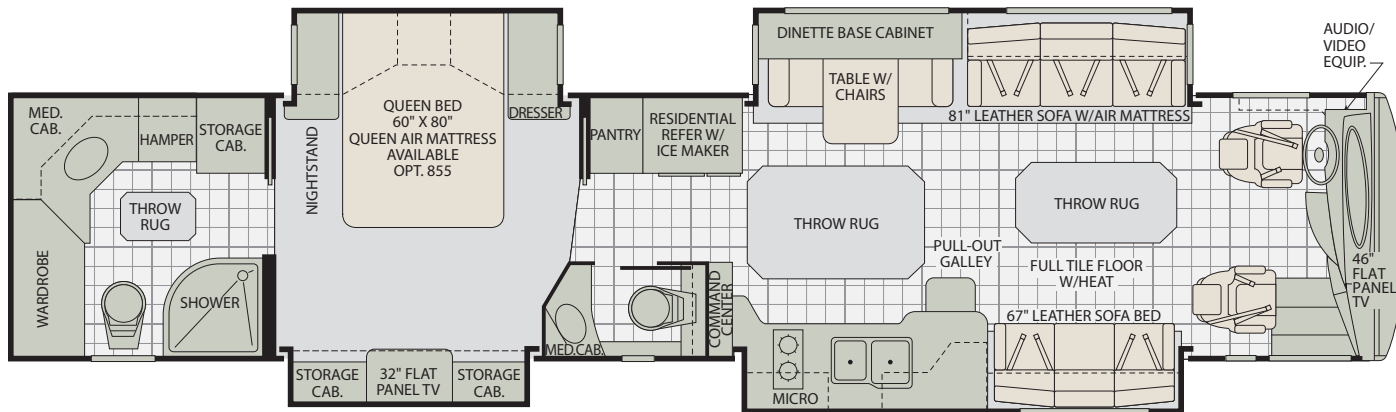 MED.
CAB.
HAMPER
STORAGE
CAB.
WARDROBE
THROW
RUG
SHOWER
NIGHTSTAND
QUEEN BED
60" X 80"
QUEEN AIR MATTRESS
AVAILABLE
OPT. 855
DRESSER
STORAGE
CAB.
32" FLAT
PANEL TV
STORAGE
CAB.
PANTRY
RESIDENTIAL
REFER W/
ICE MAKER
MED.CAB.
COMMAND
CENTER
DINETTE BASE CABINET
TABLE W/
CHAIRS
81" LEATHER SOFA W/AIR MATTRESS
THROW RUG
THROW RUG
PULL-OUT
GALLEY
FULL TILE FLOOR
W/HEAT
67" LEATHER SOFA BED
MICRO
AUDIO/
VIDEO
EQUIP.
46"
FLAT
PANEL
TV